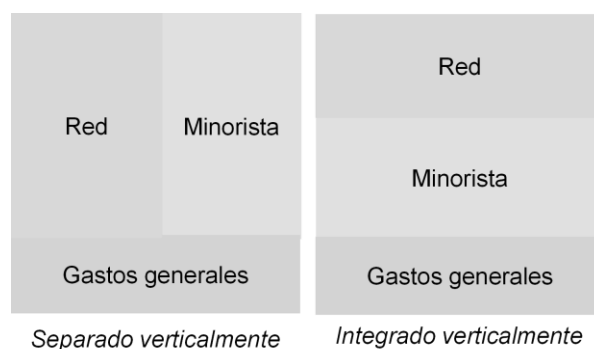 Red
Minorista
Gastos generales
Separado verticalmente
Red
Minorista
Gastos generales
Integrado verticalmente